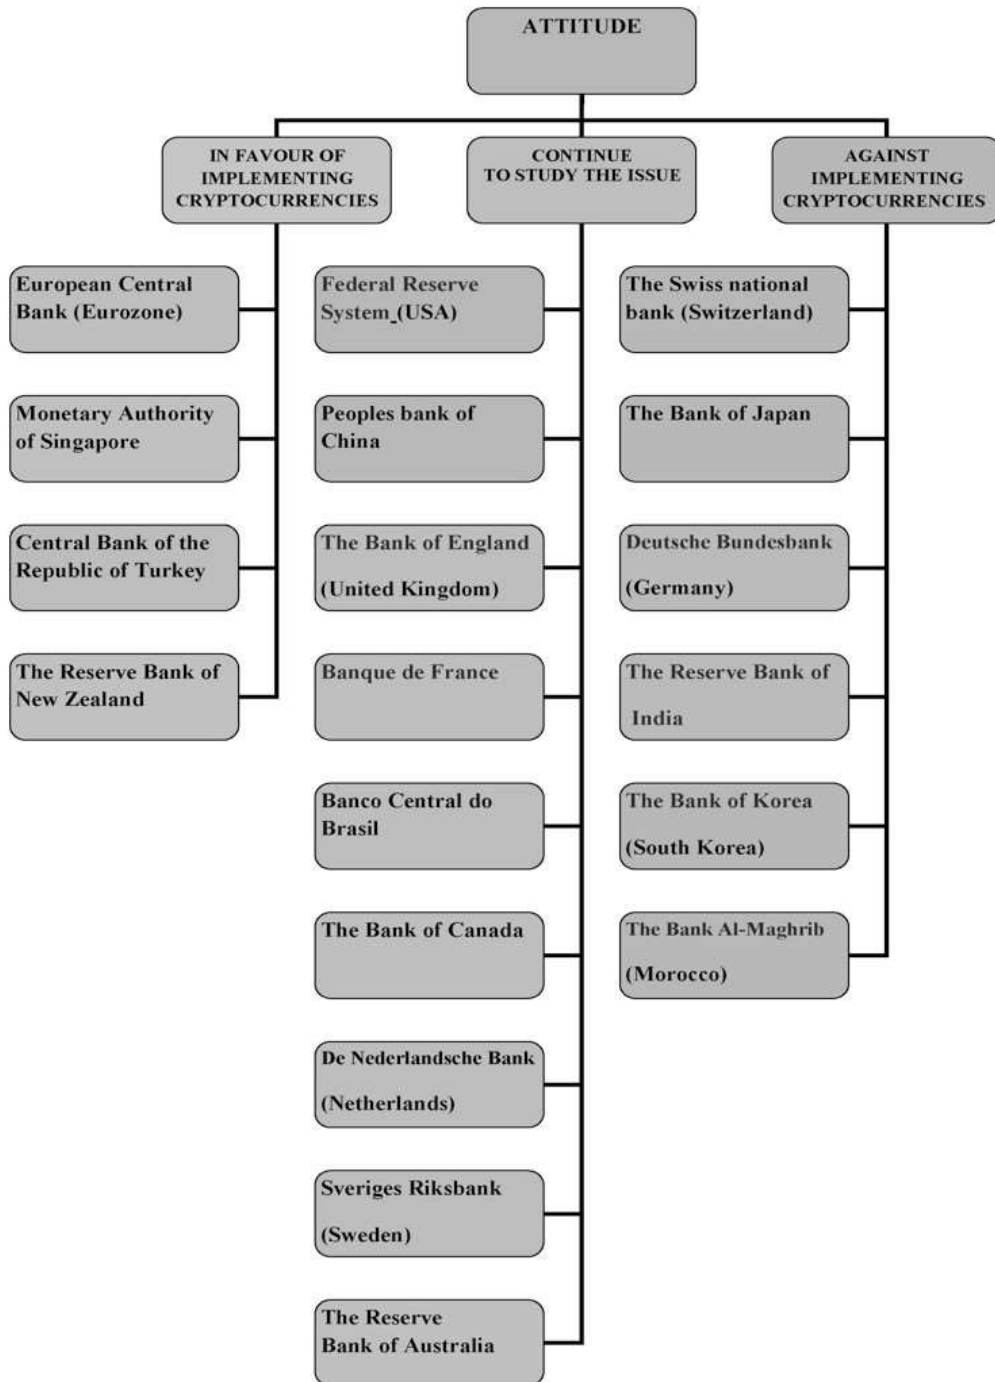 ATTITUDE
IN FAVOUR OF
IMPLEMENTING
CRYPTOCURRENCIES
CONTINUE
TO STUDY THE ISSUE
AGAINST
IMPLEMENTING
CRYPTOCURRENCIES
European Central
Bank (Eurozone)
Monetary Authority
of Singapore
Central Bank of the
Republic of Turkey
The Reserve Bank of
New Zealand
Federal Reserve
System_(USA)
Peoples bank of
China
The Bank of England
(United Kingdom)
Banque de France
Banco Central do
Brasil
The Bank of Canada
De Nederlandsche Bank
(Netherlands)
Sveriges Riksbank
(Sweden)
The Reserve
Bank of Australia
The Swiss national
bank (Switzerland)
The Bank of Japan
Deutsche Bundesbank
(Germany)
The Reserve Bank of
India
The Bank of Korea
(South Korea)
The Bank Al-Maghrib
(Morocco)